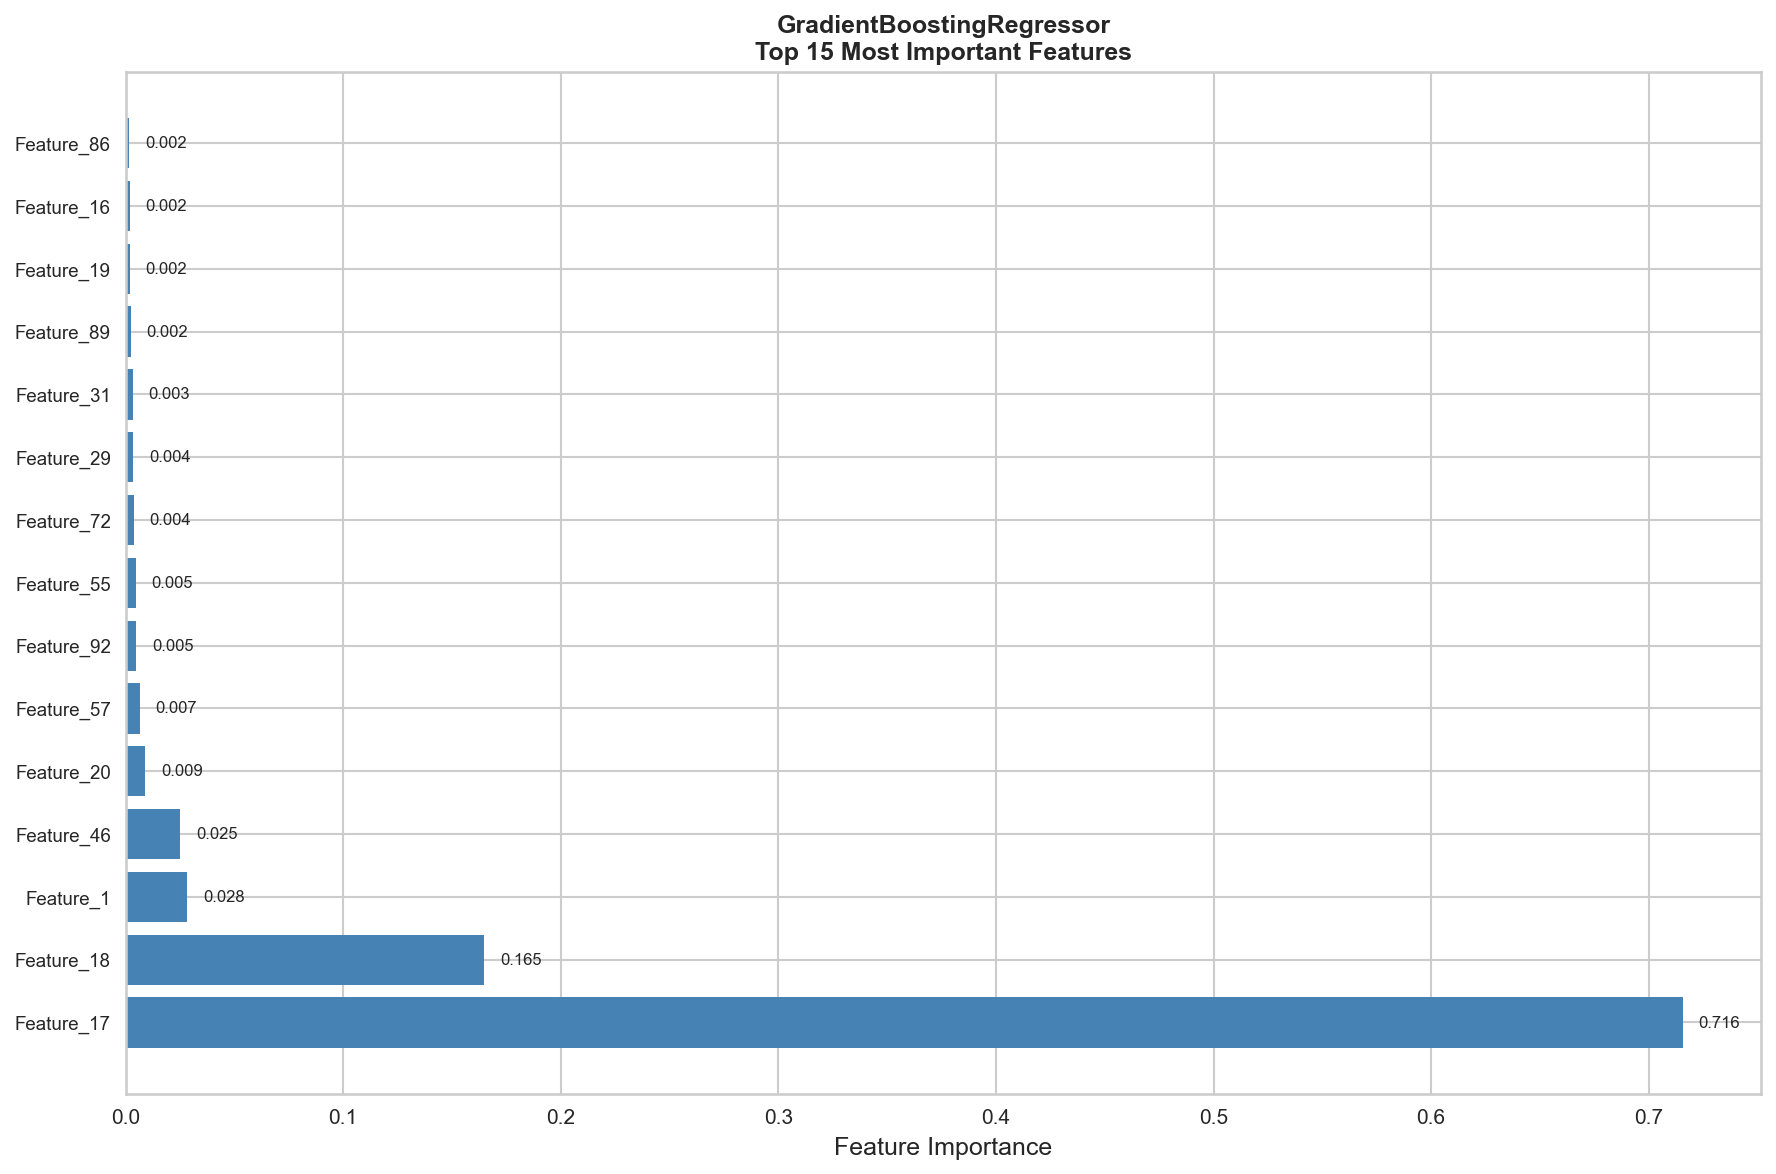 GradientBoostingRegressor
Top 15 Most Important Features
Feature_86 0.002
Feature_16 0.002
Feature_19 0.002
Feature_89 0.002
Feature_31 0.003
Feature_29 0.004
Feature_72 0.004
Feature_55 0.005
Feature_92 0.005
Feature_57 0.007
Feature_20 0.009
Feature_46 0.025
Feature_1 0.028
Feature_18 0.165
Feature_17 0.716
0.0 0.1 0.2 0.3 0.4 0.5 0.6 0.7
Feature Importance